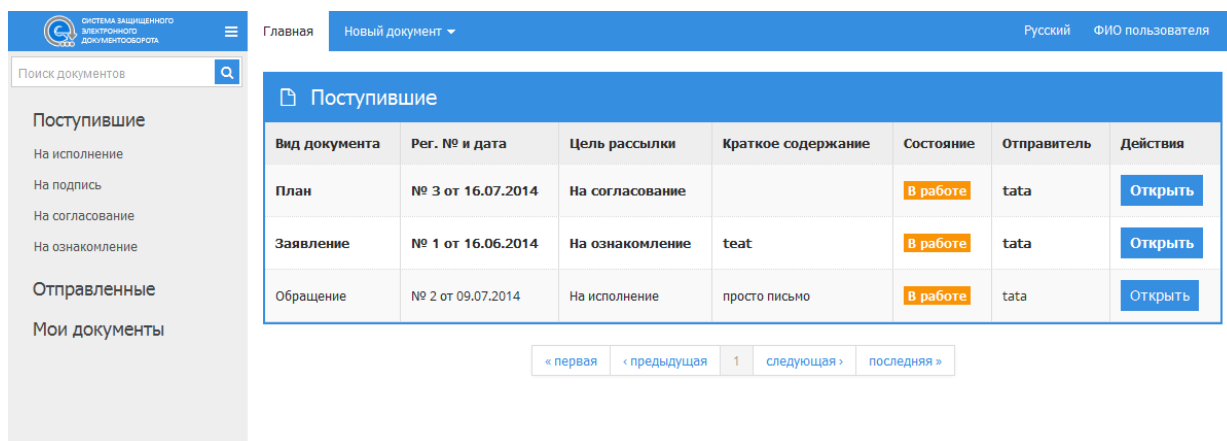 СИСТЕМА ЗАЩИЩЕННОГО
ЭЛЕКТРОННОГО
ДОКУМЕНТООБОРОТА
Главная Новый документ Русский ФИО пользователя
Поиск документов
Поступившие
На исполнение
На подпись
На согласование
На ознакомление
Отправленные
Мои документы
Поступившие
Вид документа Рег. № и дата Цель рассылки Краткое содержание Состояние Отправитель Действия
План № 3 от 16.07.2014 На согласование В работе tata Открыть
Заявление № 1 от 16.06.2014 На ознакомление teat В работе tata Открыть
Обращение № 2 от 09.07.2014 На исполнение просто письмо В работе tata Открыть
« первая ‹ предыдущая 1 следующая › последняя »